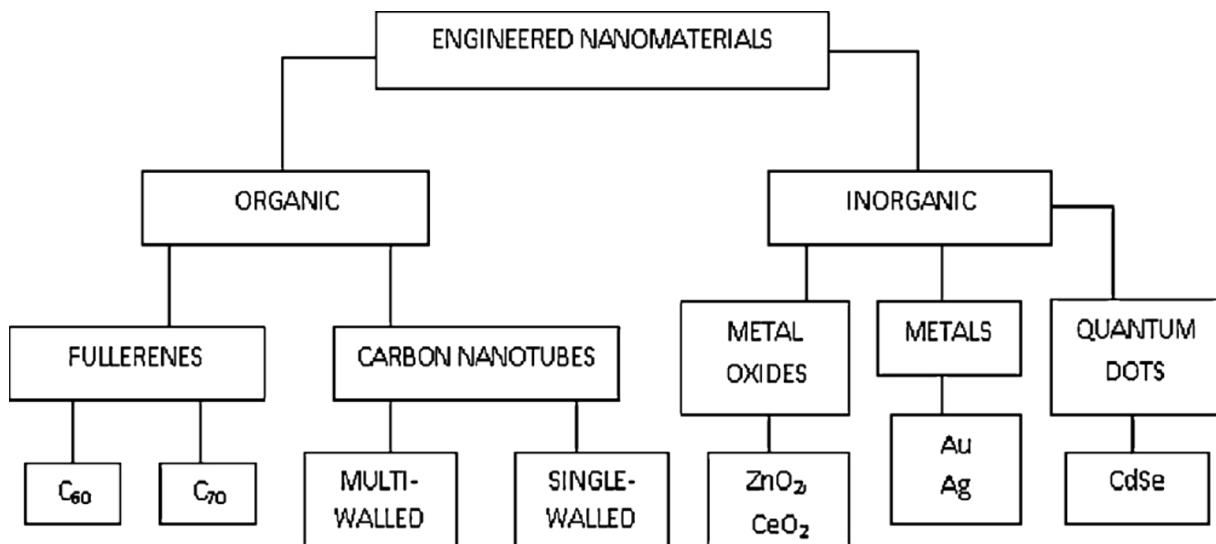 ENGINEERED NANOMATERIALS
ORGANIC
INORGANIC
FULLERENES
CARBON NANOTUBES
METAL
OXIDES
METALS
QUANTUM
DOTS
C₆₀
C₇₀
MULTI-
WALLED
SINGLE-
WALLED
ZnO₂,
CeO₂
Au
Ag
CdSe